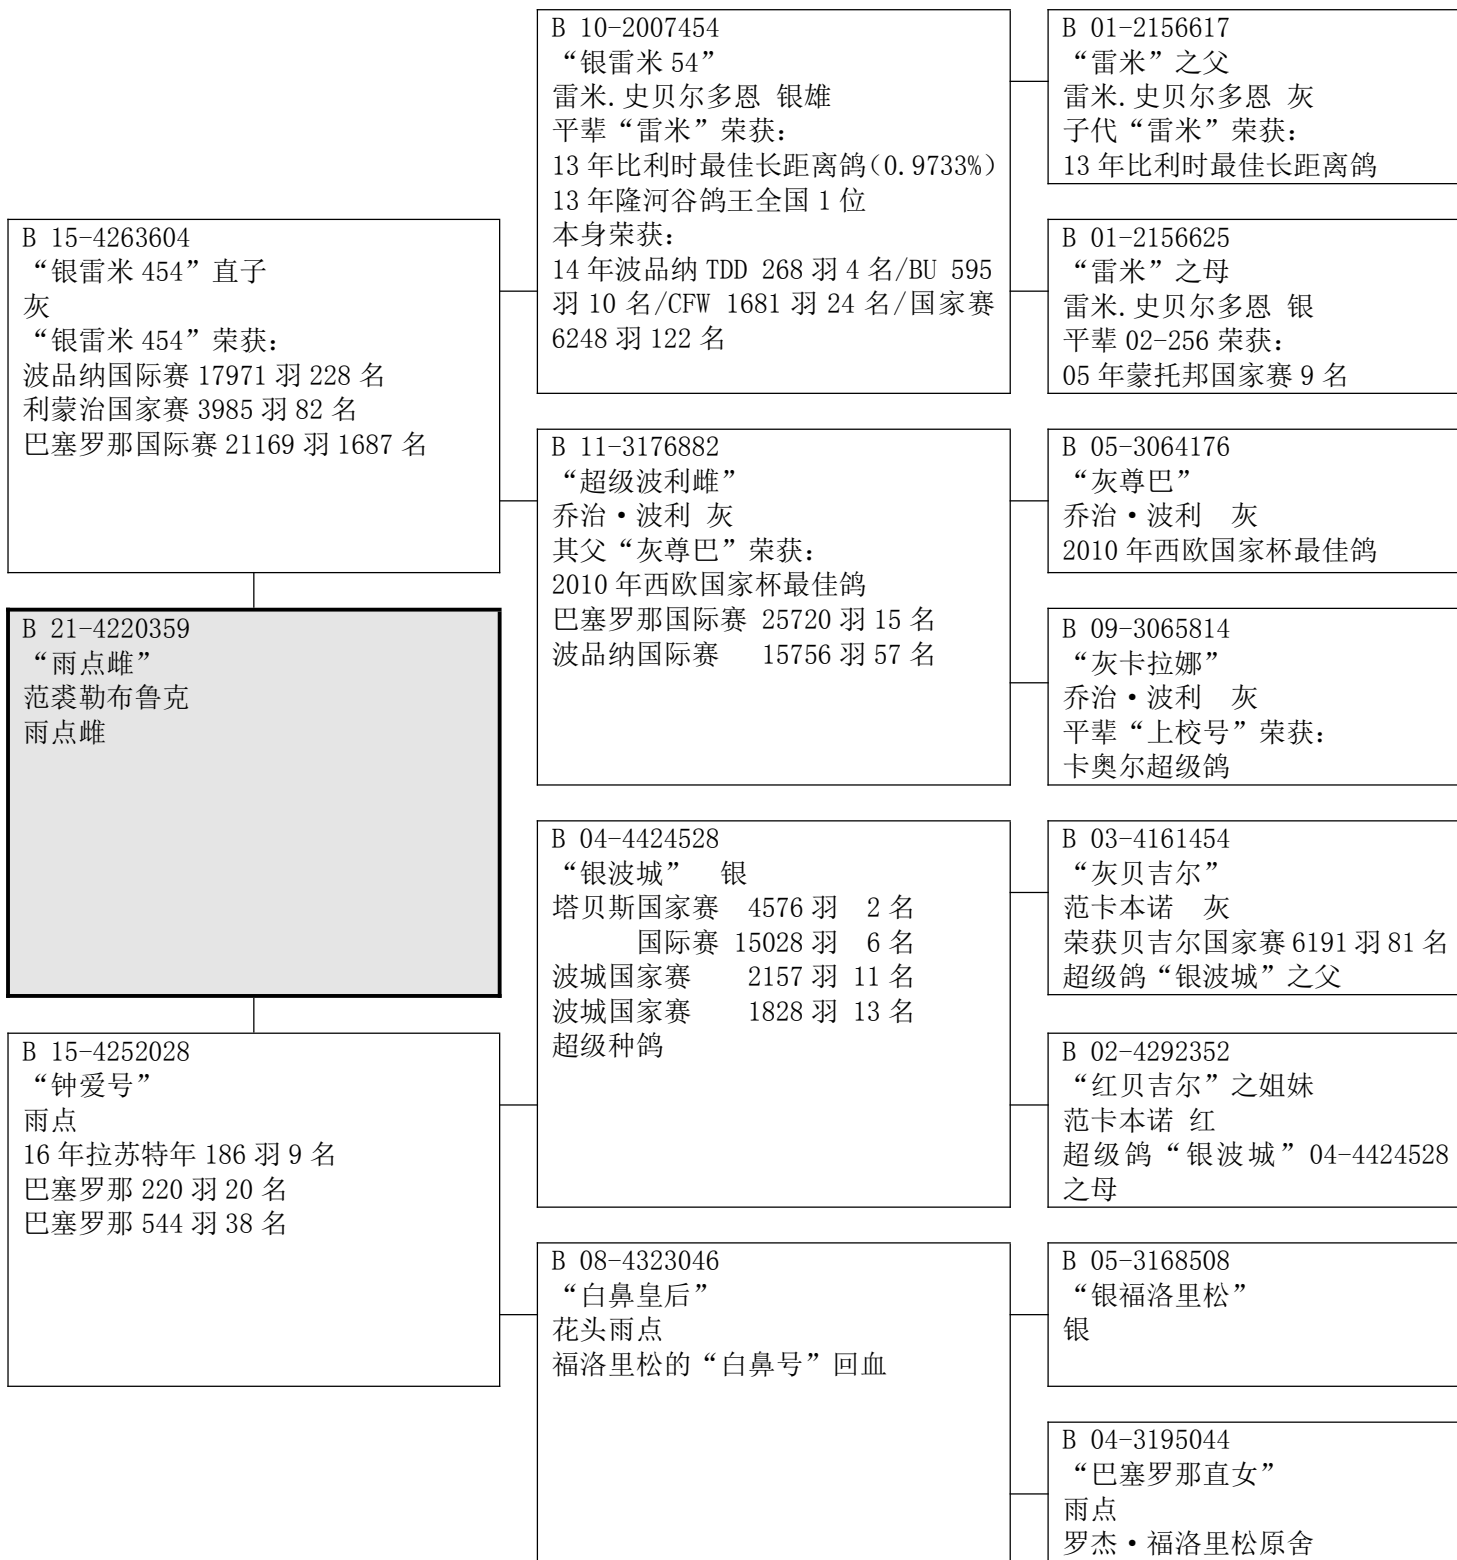 B 21-4220359
“雨点雌”
范裘勒布鲁克
雨点雌
B 15-4263604
“银雷米 454”直子
灰
“银雷米 454”荣获：
波品纳国际赛 17971 羽 228 名
利蒙治国家赛 3985 羽 82 名
巴塞罗那国际赛 21169 羽 1687 名
B 15-4252028
“钟爱号”
雨点
16 年拉苏特年 186 羽 9 名
巴塞罗那 220 羽 20 名
巴塞罗那 544 羽 38 名
B 10-2007454
“银雷米 54”
雷米.史贝尔多恩 银雄
平辈“雷米”荣获：
13 年比利时最佳长距离鸽(0.9733%)
13 年隆河谷鸽王全国 1 位
本身荣获：
14 年波品纳 TDD 268 羽 4 名/BU 595
羽 10 名/CFW 1681 羽 24 名/国家赛
6248 羽 122 名
B 11-3176882
“超级波利雌”
乔治·波利 灰
其父“灰尊巴”荣获：
2010 年西欧国家杯最佳鸽
巴塞罗那国际赛 25720 羽 15 名
波品纳国际赛 15756 羽 57 名
B 04-4424528
“银波城” 银
塔贝斯国家赛 4576 羽 2 名
国际赛 15028 羽 6 名
波城国家赛 2157 羽 11 名
波城国家赛 1828 羽 13 名
超级种鸽
B 08-4323046
“白鼻皇后”
花头雨点
福洛里松的“白鼻号”回血
B 01-2156617
“雷米”之父
雷米.史贝尔多恩 灰
子代“雷米”荣获：
13 年比利时最佳长距离鸽
B 01-2156625
“雷米”之母
雷米.史贝尔多恩 银
平辈 02-256 荣获：
05 年蒙托邦国家赛 9 名
B 05-3064176
“灰尊巴”
乔治·波利 灰
2010 年西欧国家杯最佳鸽
B 09-3065814
“灰卡拉娜”
乔治·波利 灰
平辈“上校号”荣获：
卡奥尔超级鸽
B 03-4161454
“灰贝吉尔”
范卡本诺 灰
荣获贝吉尔国家赛 6191 羽 81 名
超级鸽“银波城”之父
B 02-4292352
“红贝吉尔”之姐妹
范卡本诺 红
超级鸽“银波城”04-4424528
之母
B 05-3168508
“银福洛里松”
银
B 04-3195044
“巴塞罗那直女”
雨点
罗杰·福洛里松原舍